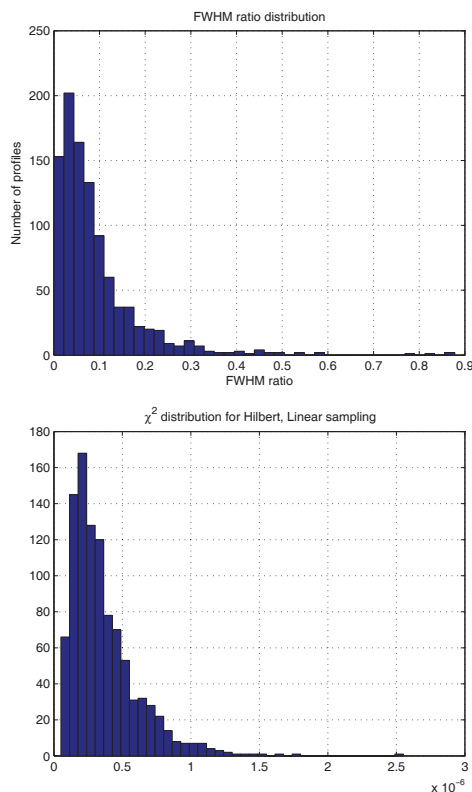 FWHM ratio distribution
250
200
150
100
50
0
Number of profiles
0 0.1 0.2 0.3 0.4 0.5 0.6 0.7 0.8 0.9
FWHM ratio
χ² distribution for Hilbert, Linear sampling
180
160
140
120
100
80
60
40
20
0
0 0.5 1 1.5 2 2.5 3
x 10⁻⁶